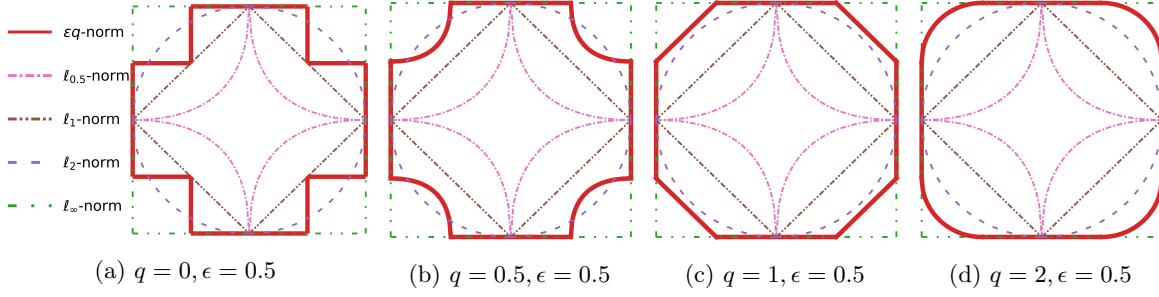 εq-norm
ℓ0.5-norm
ℓ1-norm
ℓ2-norm
ℓ∞-norm
(a) q = 0, ϵ = 0.5
(b) q = 0.5, ϵ = 0.5
(c) q = 1, ϵ = 0.5
(d) q = 2, ϵ = 0.5